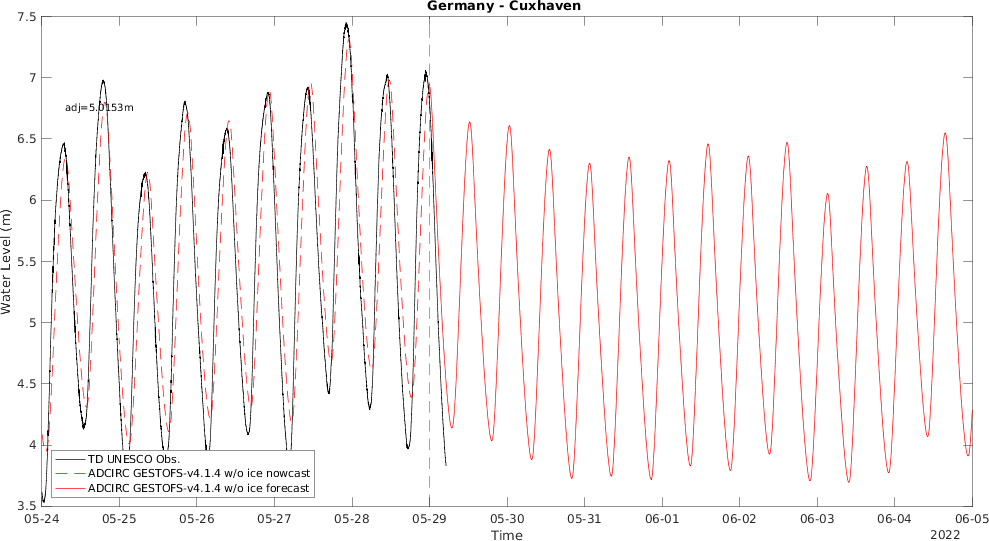 Germany - Cuxhaven
7.5
7
6.5
6
5.5
5
4.5
4
3.5
Water Level (m)
adj=5.0153m
TD UNESCO Obs.
ADCIRC GESTOFS-v4.1.4 w/o ice nowcast
ADCIRC GESTOFS-v4.1.4 w/o ice forecast
05-24 05-25 05-26 05-27 05-28 05-29 05-30 05-31 06-01 06-02 06-03 06-04 06-05
Time
2022